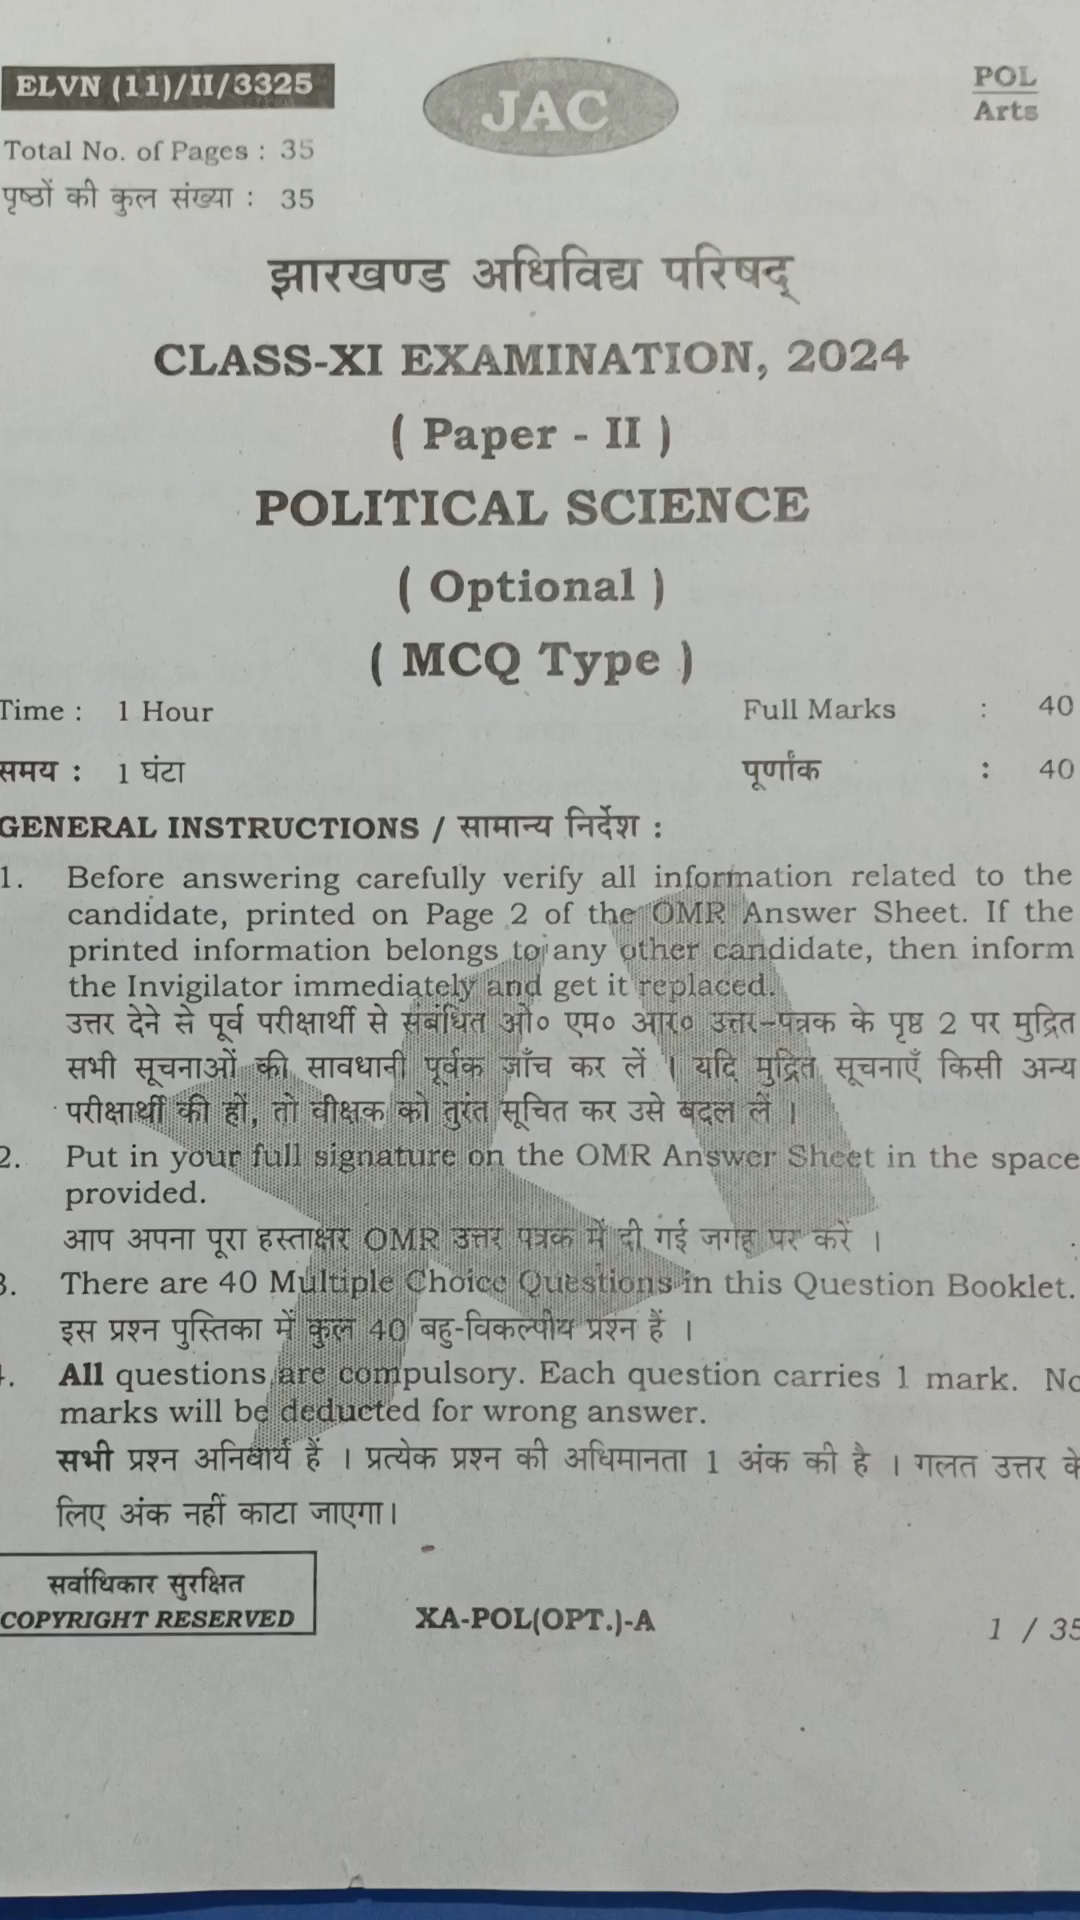 ELVN (11)/II/3325
JAC
POL
Arts
Total No. of Pages : 35
पृष्ठों की कुल संख्या : 35
झारखण्ड अधिविद्य परिषद्
CLASS-XI EXAMINATION, 2024
( Paper - II )
POLITICAL SCIENCE
( Optional )
( MCQ Type )
Time : 1 Hour Full Marks : 40
समय : 1 घंटा पूर्णांक : 40
GENERAL INSTRUCTIONS / सामान्य निर्देश :
1. Before answering carefully verify all information related to the
candidate, printed on Page 2 of the OMR Answer Sheet. If the
printed information belongs to any other candidate, then inform
the Invigilator immediately and get it replaced.
उत्तर देने से पूर्व परीक्षार्थी से संबंधित ओ० एम० आर० उत्तर-पत्रक के पृष्ठ 2 पर मुद्रित
सभी सूचनाओं की सावधानी पूर्वक जाँच कर लें । यदि मुद्रित सूचनाएँ किसी अन्य
परीक्षार्थी की हों, तो वीक्षक को तुरंत सूचित कर उसे बदल लें ।
2. Put in your full signature on the OMR Answer Sheet in the space
provided.
आप अपना पूरा हस्ताक्षर OMR उत्तर पत्रक में दी गई जगह पर करें ।
3. There are 40 Multiple Choice Questions in this Question Booklet.
इस प्रश्न पुस्तिका में कुल 40 बहु-विकल्पीय प्रश्न हैं ।
4. All questions are compulsory. Each question carries 1 mark. No
marks will be deducted for wrong answer.
सभी प्रश्न अनिवार्य हैं । प्रत्येक प्रश्न की अधिमानता 1 अंक की है । गलत उत्तर के
लिए अंक नहीं काटा जाएगा।
सर्वाधिकार सुरक्षित
COPYRIGHT RESERVED
XA-POL(OPT.)-A
1 / 35